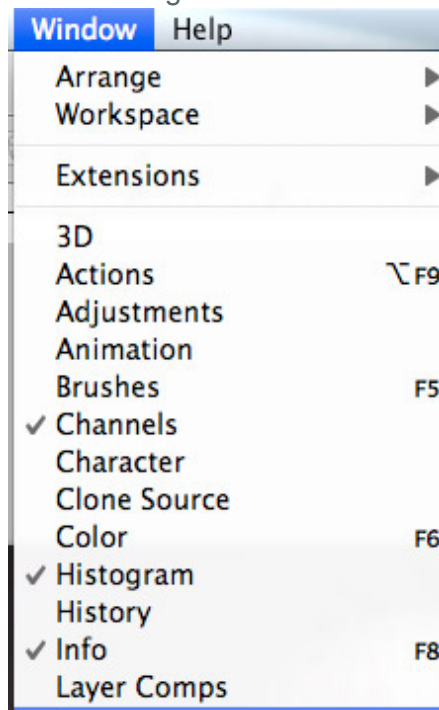 Window Help
Arrange ▶
Workspace ▶
Extensions ▶
3D
Actions ⌥F9
Adjustments
Animation
Brushes F5
✓ Channels
Character
Clone Source
Color F6
✓ Histogram
History
✓ Info F8
Layer Comps